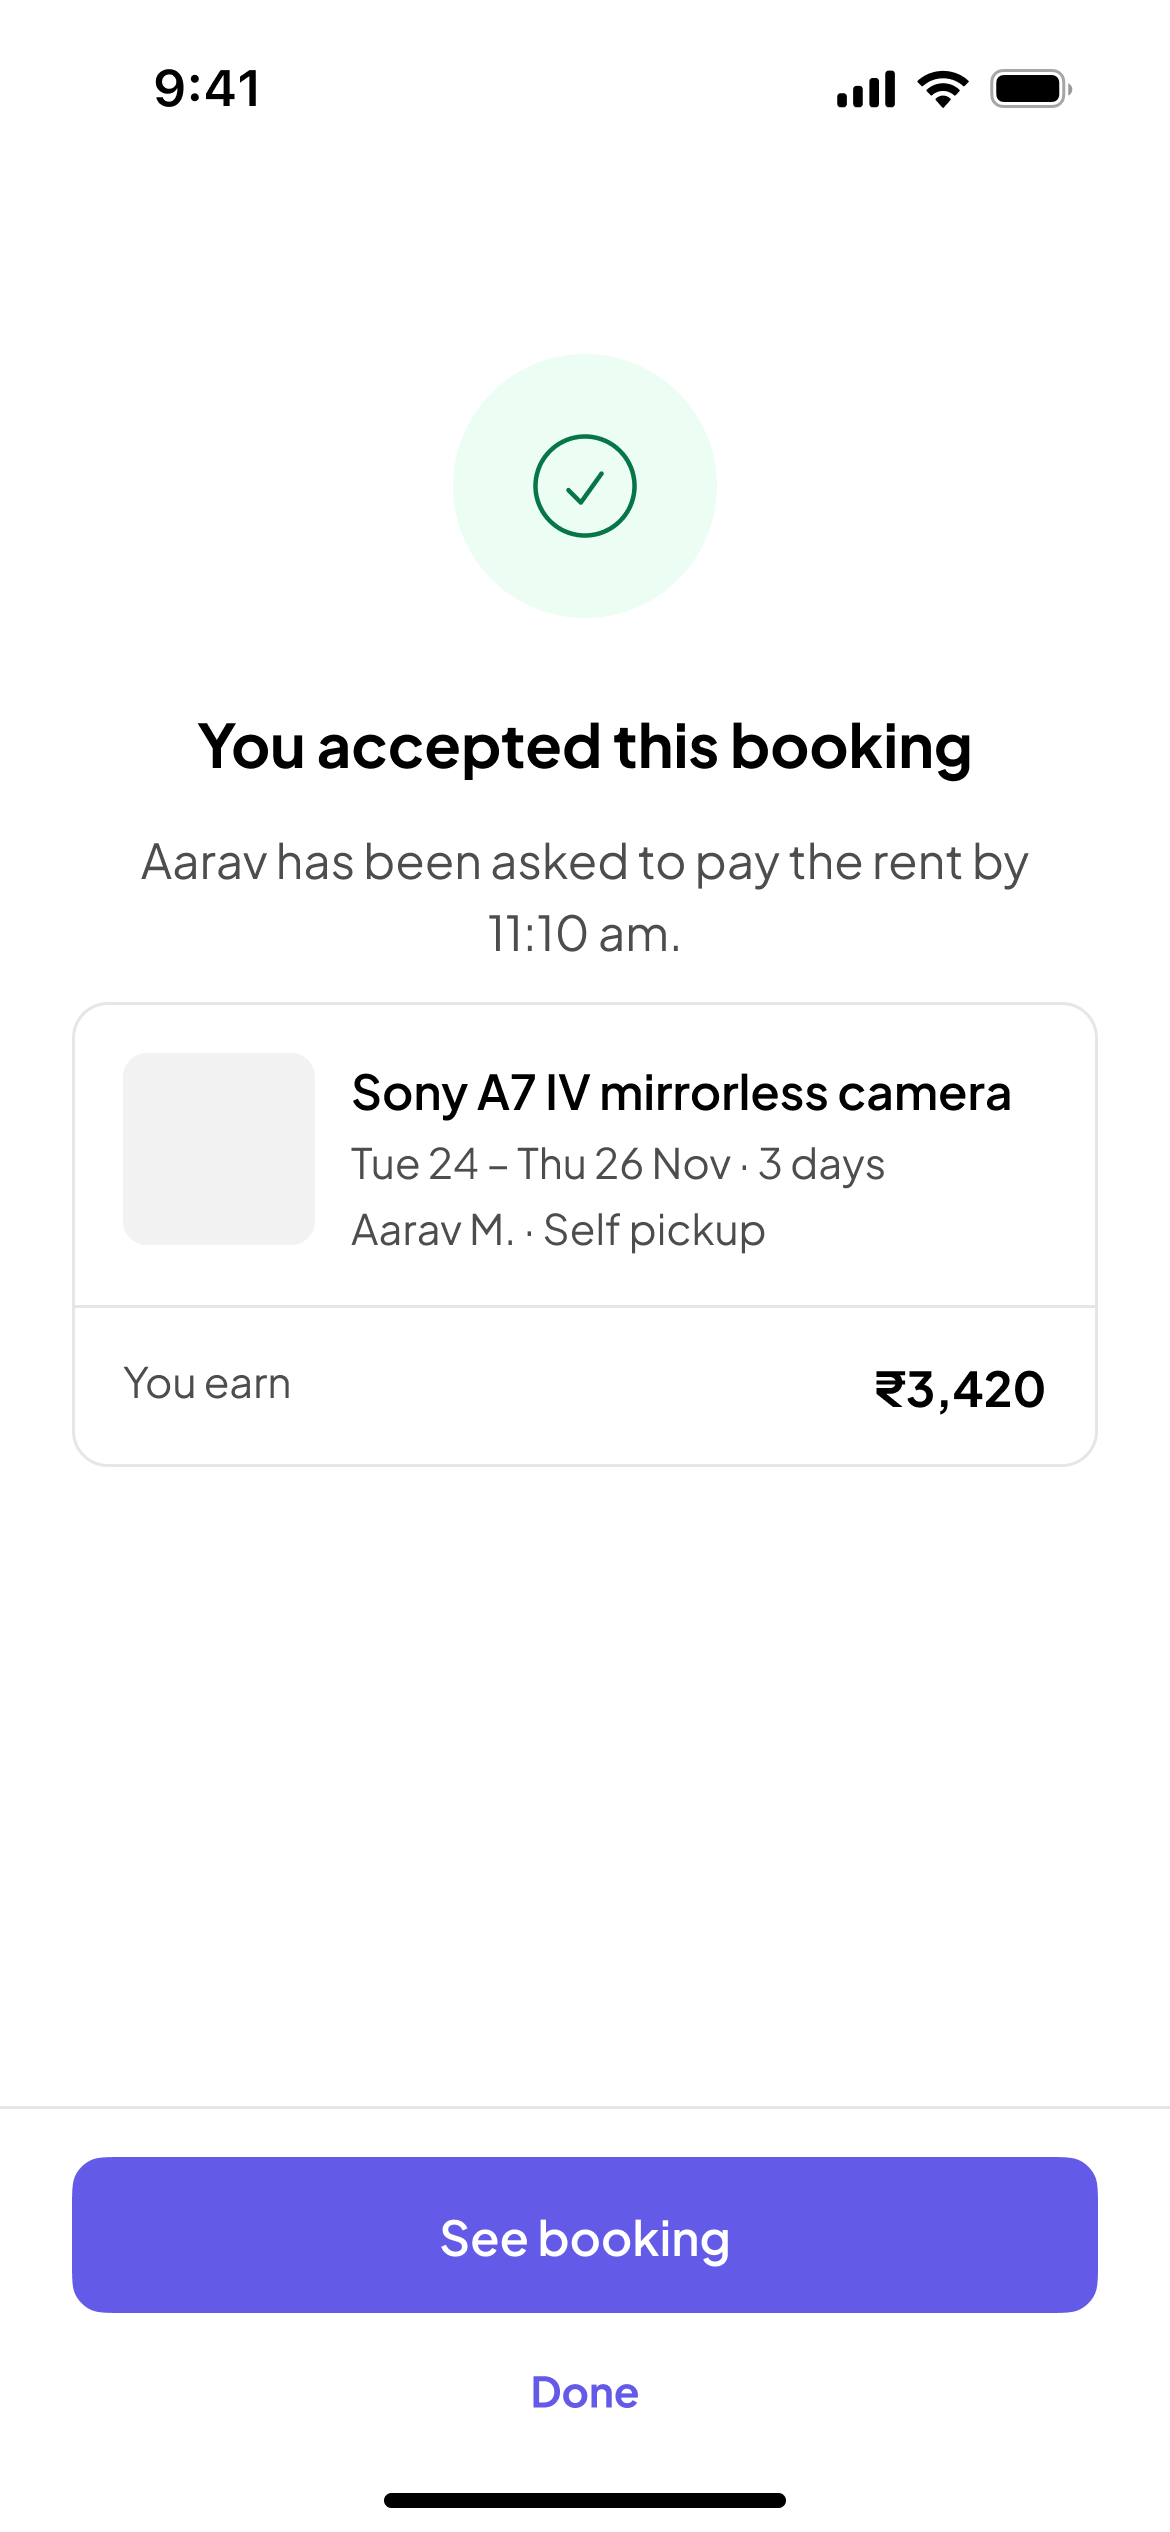 9:41
You accepted this booking
Aarav has been asked to pay the rent by
11:10 am.
Sony A7 IV mirrorless camera
Tue 24 – Thu 26 Nov · 3 days
Aarav M. · Self pickup
You earn
₹3,420
See booking
Done